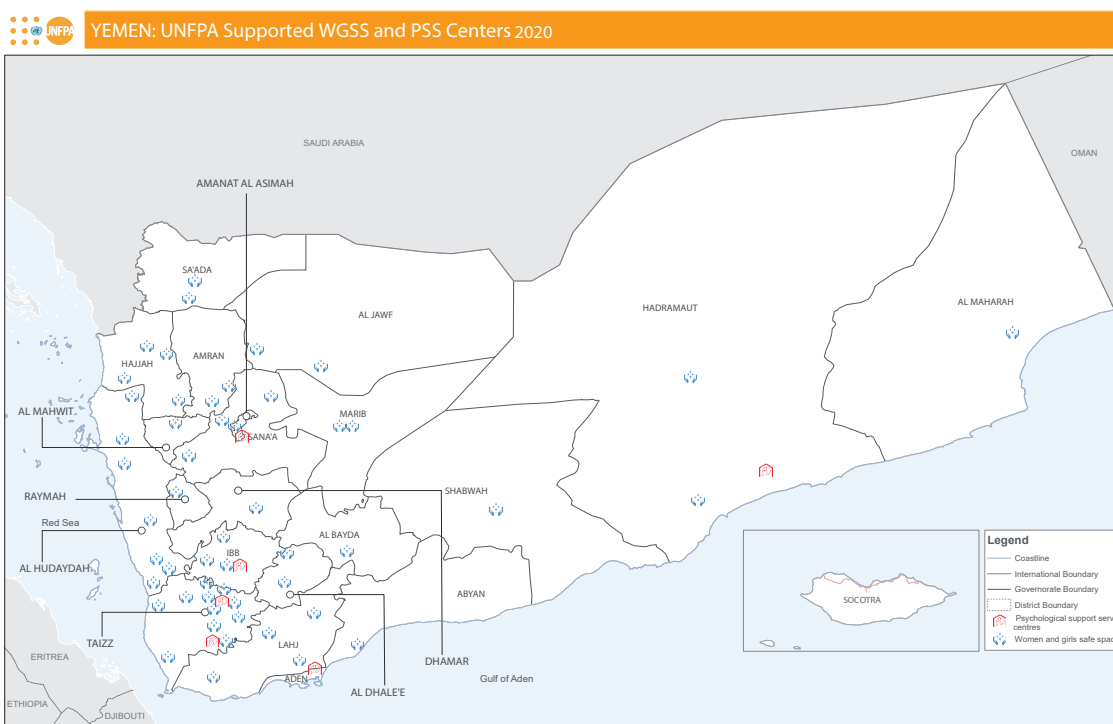 UNFPA
YEMEN: UNFPA Supported WGSS and PSS Centers 2020
SAUDI ARABIA
OMAN
AMANAT AL ASIMAH
SA'ADA
AL JAWF
HADRAMAUT
AL MAHARAH
HAJJAH
AMRAN
AL MAHWIT
MARIB
SANA'A
SHABWAH
RAYMAH
Red Sea
AL BAYDA
IBB
AL HUDAYDAH
ABYAN
TAIZZ
LAHJ
DHAMAR
ADEN
AL DHALE'E
Gulf of Aden
ERITREA
ETHIOPIA
DJIBOUTI
SOCOTRA
Legend
Coastline
International Boundary
Governorate Boundary
District Boundary
Psychological support serv
centres
Women and girls safe spac